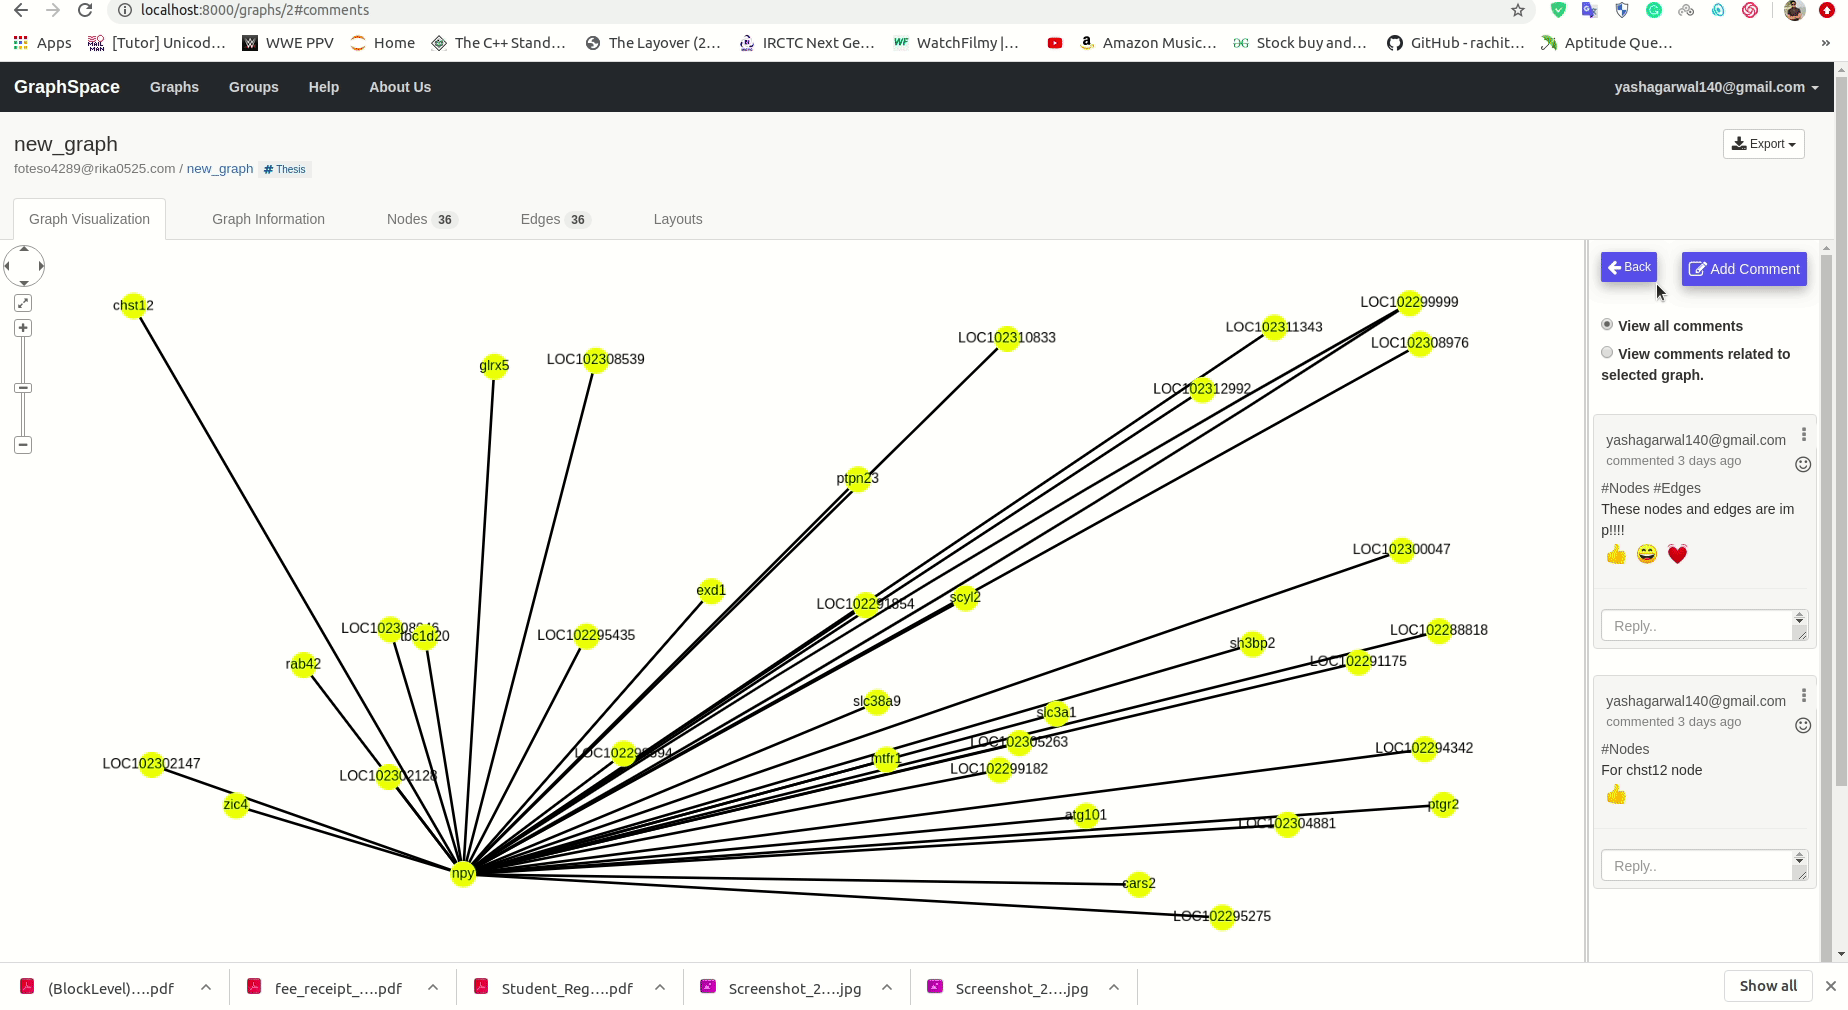 localhost:8000/graphs/2#comments
Apps [Tutor] Unicod... WWE PPV Home The C++ Stand... The Layover (2... IRCTC Next Ge... WatchFilmy |... Amazon Music... Stock buy and... GitHub - rachit... Aptitude Que... »
GraphSpace Graphs Groups Help About Us yashagarwal140@gmail.com
new_graph
Export
foteso4289@rika0525.com / new_graph # Thesis
Graph Visualization Graph Information Nodes 36 Edges 36 Layouts
Back Add Comment
View all comments
View comments related to
selected graph.
yashagarwal140@gmail.com
commented 3 days ago
#Nodes #Edges
These nodes and edges are im
p!!!!
Reply..
yashagarwal140@gmail.com
commented 3 days ago
#Nodes
For chst12 node
Reply..
chst12
LOC102299999
LOC102311343
LOC102310833
LOC102308976
LOC102308539
glrx5
LOC102312992
ptpn23
LOC102300047
exd1
scyl2
LOC102291854
LOC102288818
tbc1d20
LOC102295435
sh3bp2
LOC102291175
rab42
slc38a9
slc3a1
LOC102305263
LOC102294342
mtfr1
LOC102302147
LOC102299182
LOC102302128
zic4
ptgr2
atg101
LOC102304881
npy
cars2
LOC102295275
(BlockLevel)....pdf fee_receipt_....pdf Student_Reg....pdf Screenshot_2....jpg Screenshot_2....jpg Show all